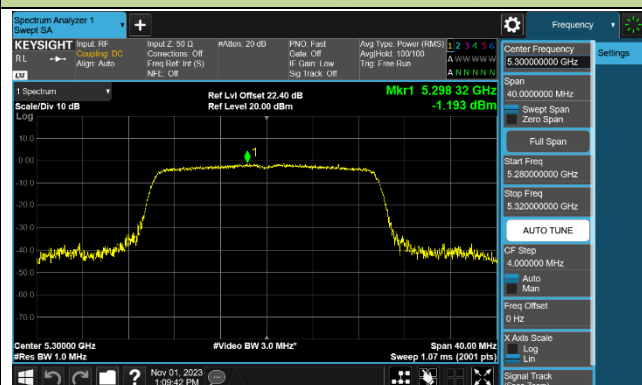 Spectrum Analyzer 1
Swept SA
Frequency
KEYSIGHT
Input: RF
Coupling: DC
Align: Auto
RL
LXI
Input Z: 50 Ω
Corrections: Off
Freq Ref: Int (S)
NFE: Off
#Atten: 20 dB
PNO: Fast
Gate: Off
IF Gain: Low
Sig Track: Off
Avg Type: Power (RMS)
Avg|Hold: 100/100
Trig: Free Run
1 2 3 4 5 6
A W W W W W
A N N N N N
Center Frequency
5.300000000 GHz
Settings
Span
40.0000000 MHz
Swept Span
Zero Span
Full Span
Start Freq
5.280000000 GHz
Stop Freq
5.320000000 GHz
AUTO TUNE
CF Step
4.000000 MHz
Auto
Man
Freq Offset
0 Hz
X Axis Scale
Log
Lin
Signal Track
(Span Zoom)
1 Spectrum
Scale/Div 10 dB
Log
Ref Lvl Offset 22.40 dB
Ref Level 20.00 dBm
Mkr1 5.298 32 GHz
-1.193 dBm
1
10.0
0.00
-10.0
-20.0
-30.0
-40.0
-50.0
-60.0
-70.0
Center 5.30000 GHz
#Res BW 1.0 MHz
#Video BW 3.0 MHz*
Span 40.00 MHz
Sweep 1.07 ms (2001 pts)
Nov 01, 2023
1:09:42 PM